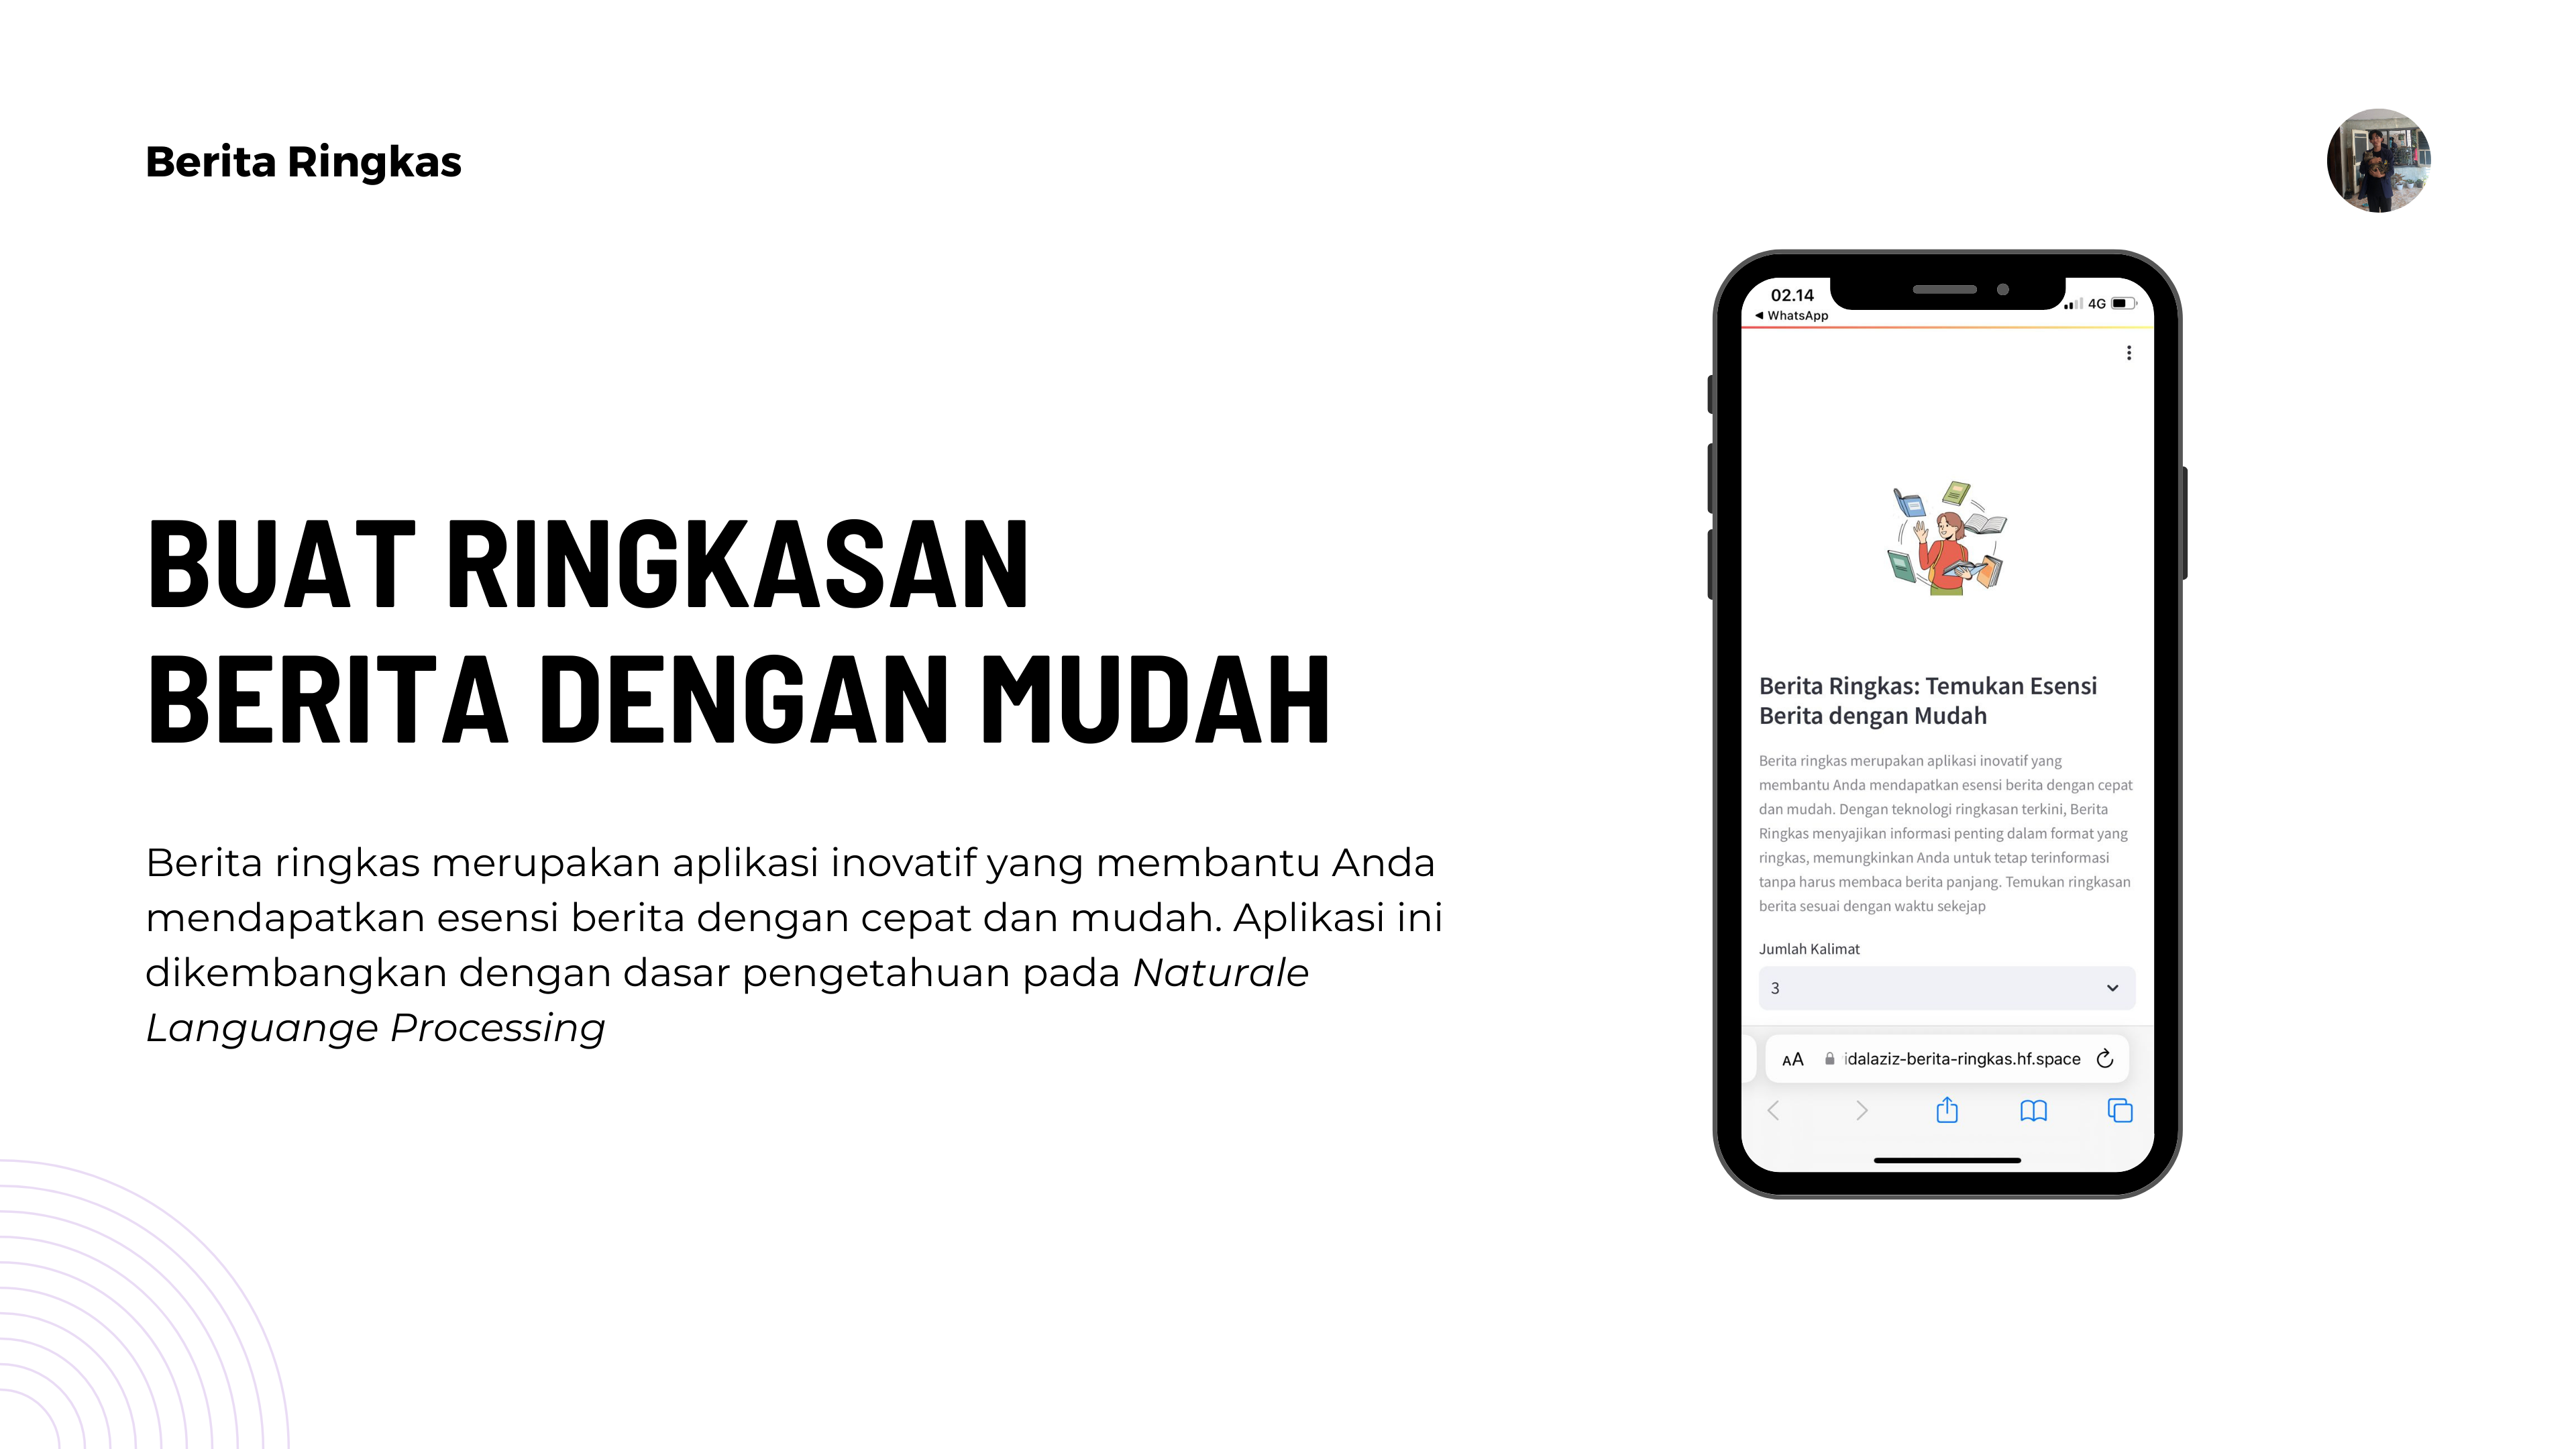 Berita Ringkas
BUAT RINGKASAN
BERITA DENGAN MUDAH
Berita ringkas merupakan aplikasi inovatif yang membantu Anda
mendapatkan esensi berita dengan cepat dan mudah. Aplikasi ini
dikembangkan dengan dasar pengetahuan pada Naturale
Languange Processing
02.14
4G
◀ WhatsApp
Berita Ringkas: Temukan Esensi
Berita dengan Mudah
Berita ringkas merupakan aplikasi inovatif yang
membantu Anda mendapatkan esensi berita dengan cepat
dan mudah. Dengan teknologi ringkasan terkini, Berita
Ringkas menyajikan informasi penting dalam format yang
ringkas, memungkinkan Anda untuk tetap terinformasi
tanpa harus membaca berita panjang. Temukan ringkasan
berita sesuai dengan waktu sekejap
Jumlah Kalimat
3
AA idalaziz-berita-ringkas.hf.space